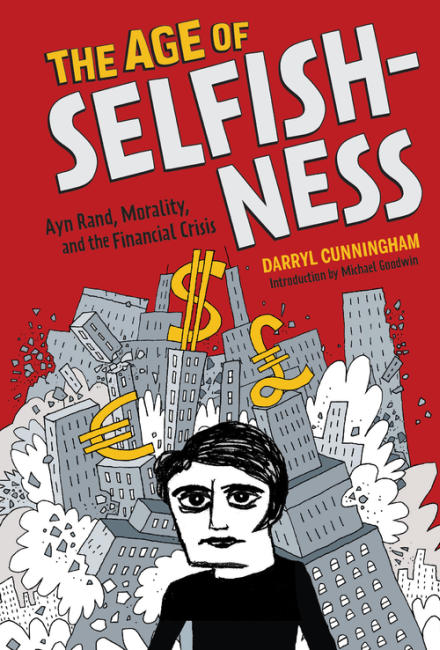 THE AGE OF
SELFISH-
NESS
Ayn Rand, Morality,
and the Financial Crisis
DARRYL CUNNINGHAM
Introduction by Michael Goodwin
$
£
€